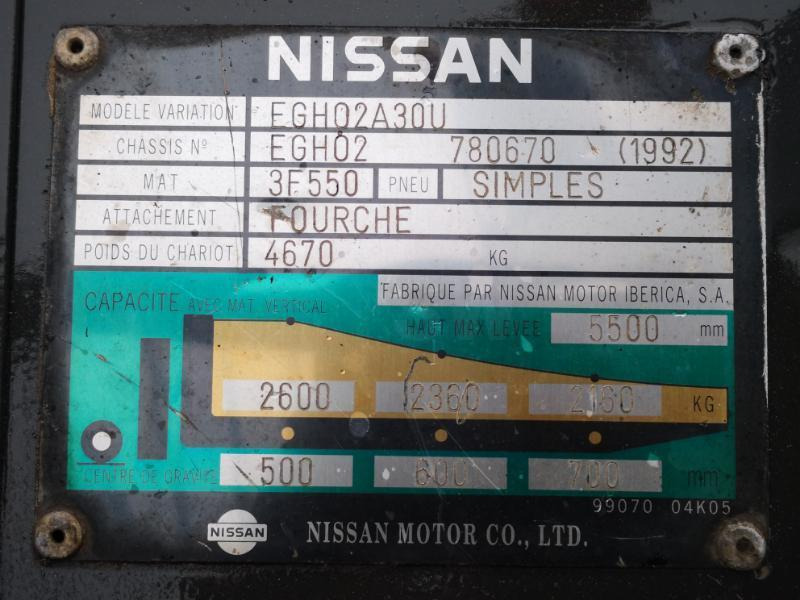 NISSAN
MODÈLE VARIATION EGH02A30U
CHASSIS Nº EGH02 780670 (1992)
MAT 3F550 PNEU SIMPLES
ATTACHEMENT FOURCHE
POIDS DU CHARIOT 4670 KG
FABRIQUE PAR NISSAN MOTOR IBERICA, S.A.
CAPACITE AVEC MAT. VERTICAL
HAUT MAX LEVEE 5500 mm
2600 2360 2160 KG
CENTRE DE GRAVITE 500 600 700 mm
99070 04K05
NISSAN NISSAN MOTOR CO., LTD.